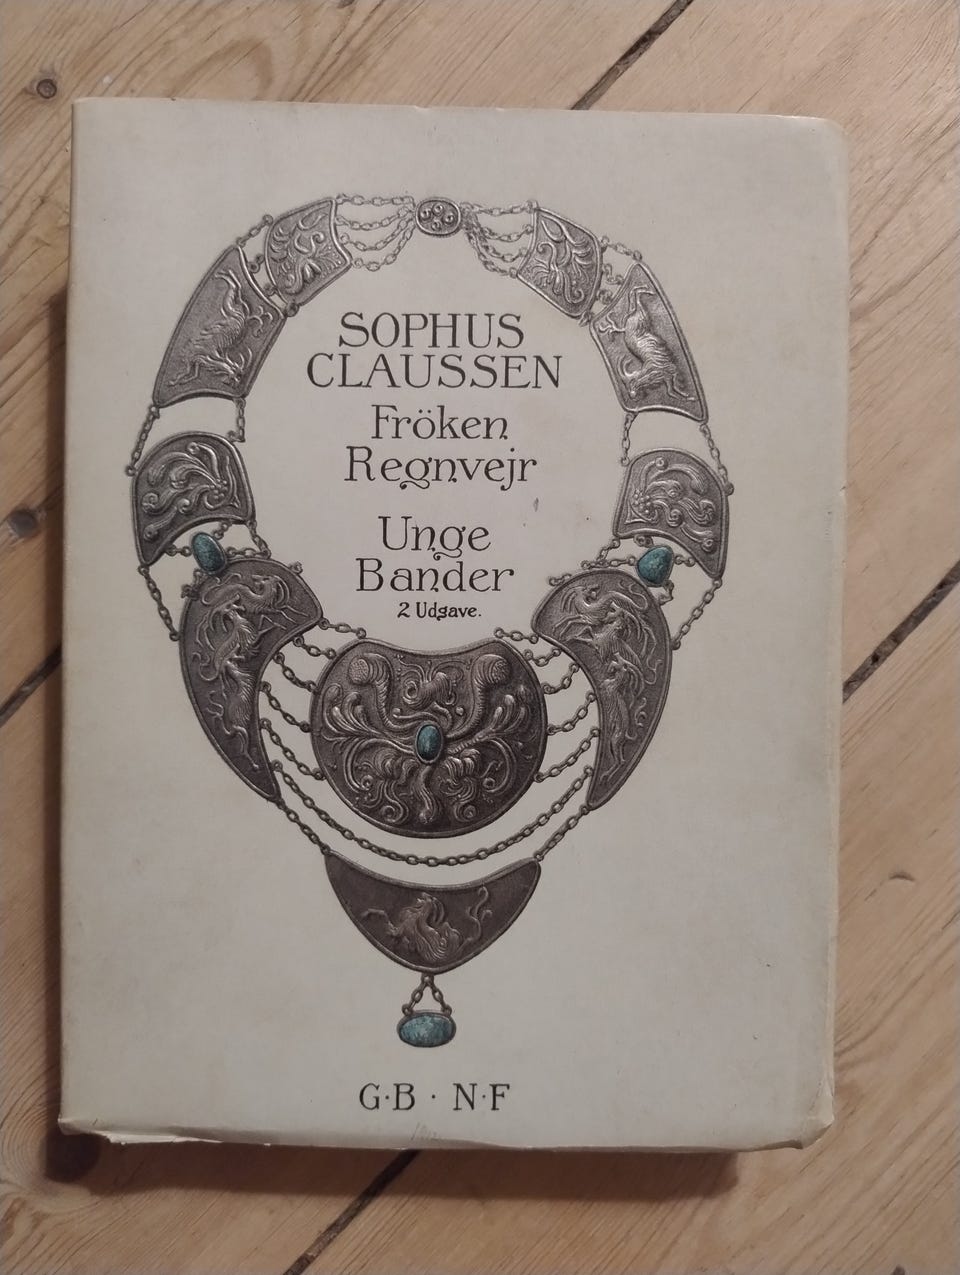 SOPHUS
CLAUSSEN
Fröken
Regnvejr
Unge
Bander
2 Udgave.
G·B · N·F